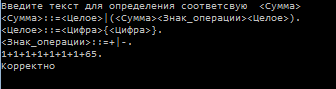 Введите текст для определения соответсвую  <Сумма>
<Сумма>::=<Целое>|(<Сумма><Знак_операции><Целое>).
<Целое>::=<Цифра>{<Цифра>}.
<Знак_операции>::=+|-.
1+1+1+1+1+1+1+65.
Корректно